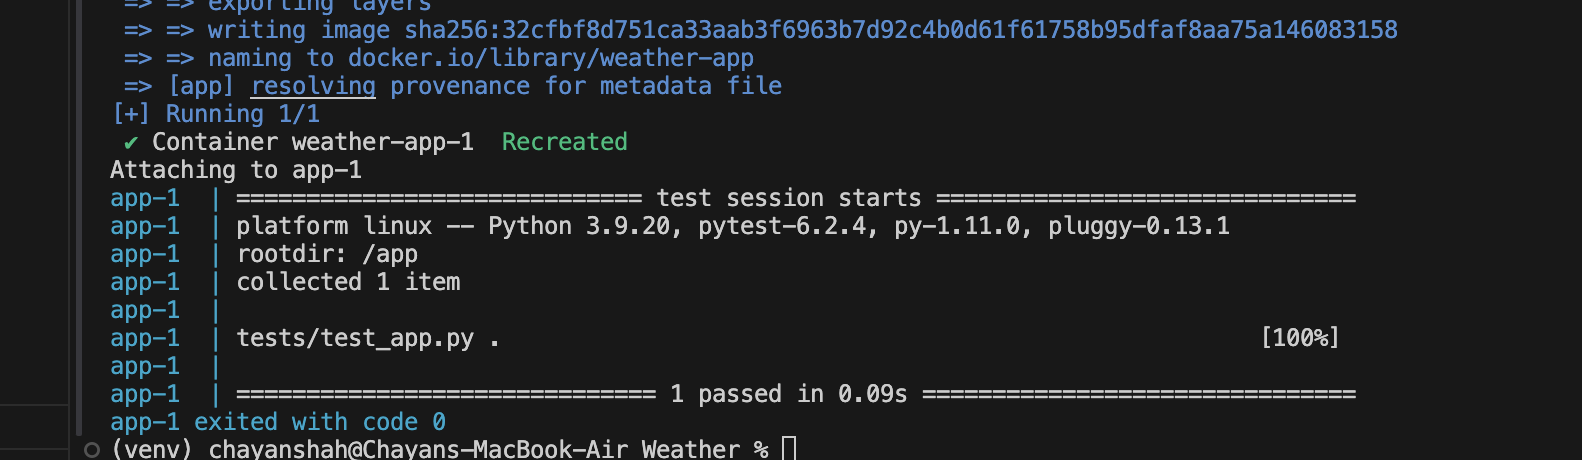 => => exporting layers
=> => writing image sha256:32cfbf8d751ca33aab3f6963b7d92c4b0d61f61758b95dfaf8aa75a146083158
=> => naming to docker.io/library/weather-app
=> [app] resolving provenance for metadata file
[+] Running 1/1
✔ Container weather-app-1  Recreated
Attaching to app-1
app-1  | ============================= test session starts ==============================
app-1  | platform linux -- Python 3.9.20, pytest-6.2.4, py-1.11.0, pluggy-0.13.1
app-1  | rootdir: /app
app-1  | collected 1 item
app-1  |
app-1  | tests/test_app.py .                                                      [100%]
app-1  |
app-1  | ============================== 1 passed in 0.09s ===============================
app-1 exited with code 0
(venv) chayanshah@Chayans-MacBook-Air Weather %